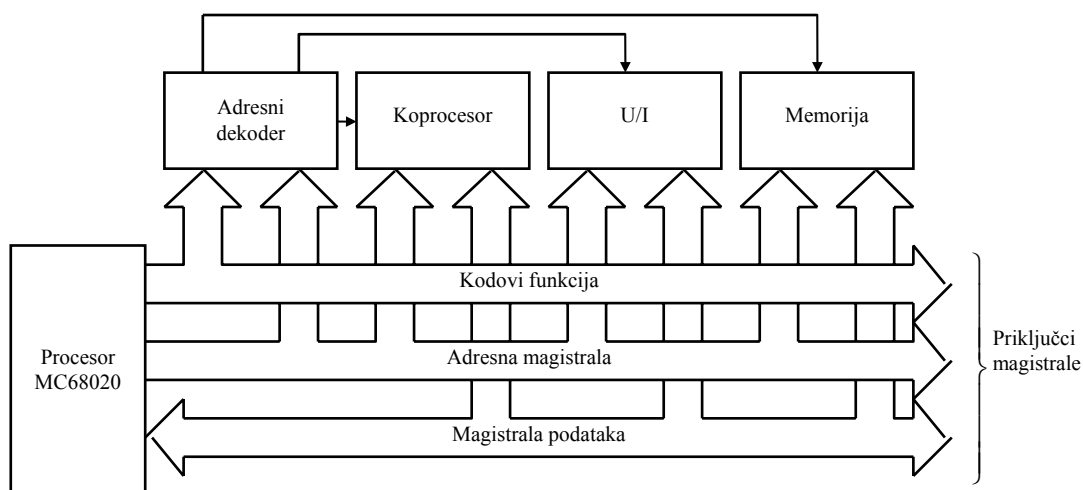 Adresni
dekoder
Koprocesor
U/I
Memorija
Kodovi funkcija
Procesor
MC68020
Adresna magistrala
Priključci
magistrale
Magistrala podataka